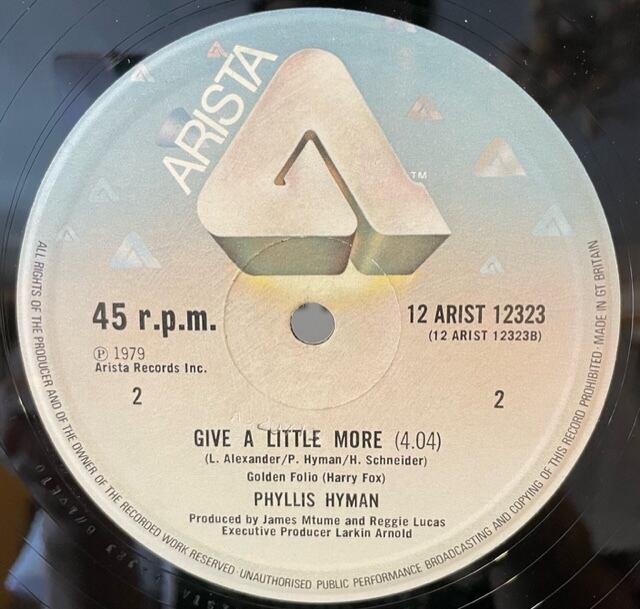 ARISTA
TM
45 r.p.m.
12 ARIST 12323
(12 ARIST 12323B)
Ⓟ 1979
Arista Records Inc.
2
2
GIVE A LITTLE MORE (4.04)
(L. Alexander/P. Hyman/H. Schneider)
Golden Folio (Harry Fox)
PHYLLIS HYMAN
Produced by James Mtume and Reggie Lucas
Executive Producer Larkin Arnold
ALL RIGHTS OF THE PRODUCER AND OF THE OWNER OF THE RECORDED WORK RESERVED · UNAUTHORISED PUBLIC PERFORMANCE BROADCASTING AND COPYING OF THIS RECORD PROHIBITED · MADE IN GT BRITAIN